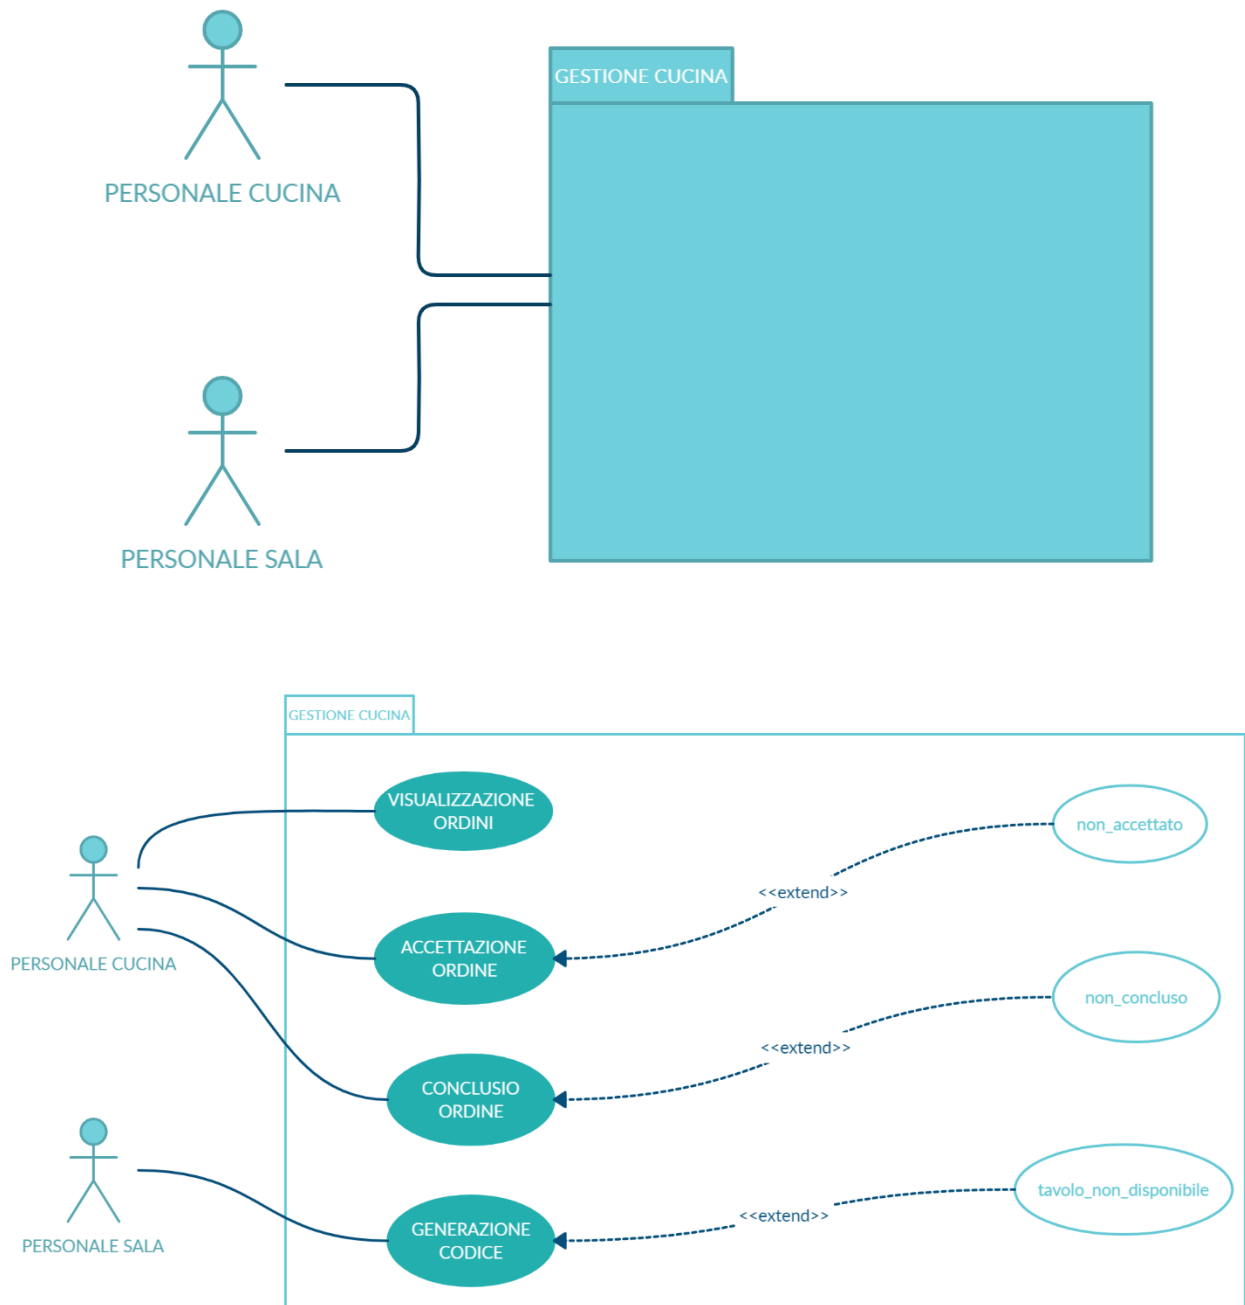 GESTIONE CUCINA
PERSONALE CUCINA
PERSONALE SALA
GESTIONE CUCINA
VISUALIZZAZIONE
ORDINI
non_accettato
<<extend>>
ACCETTAZIONE
ORDINE
PERSONALE CUCINA
non_concluso
<<extend>>
CONCLUSIO
ORDINE
tavolo_non_disponibile
<<extend>>
GENERAZIONE
CODICE
PERSONALE SALA